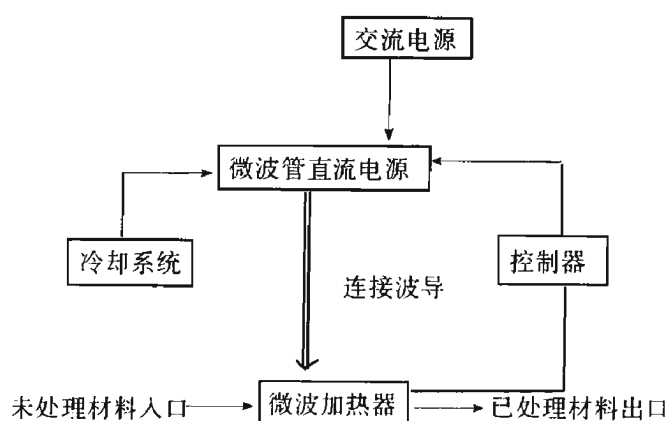 交流电源
微波管直流电源
冷却系统
控制器
连接波导
未处理材料入口
微波加热器
已处理材料出口